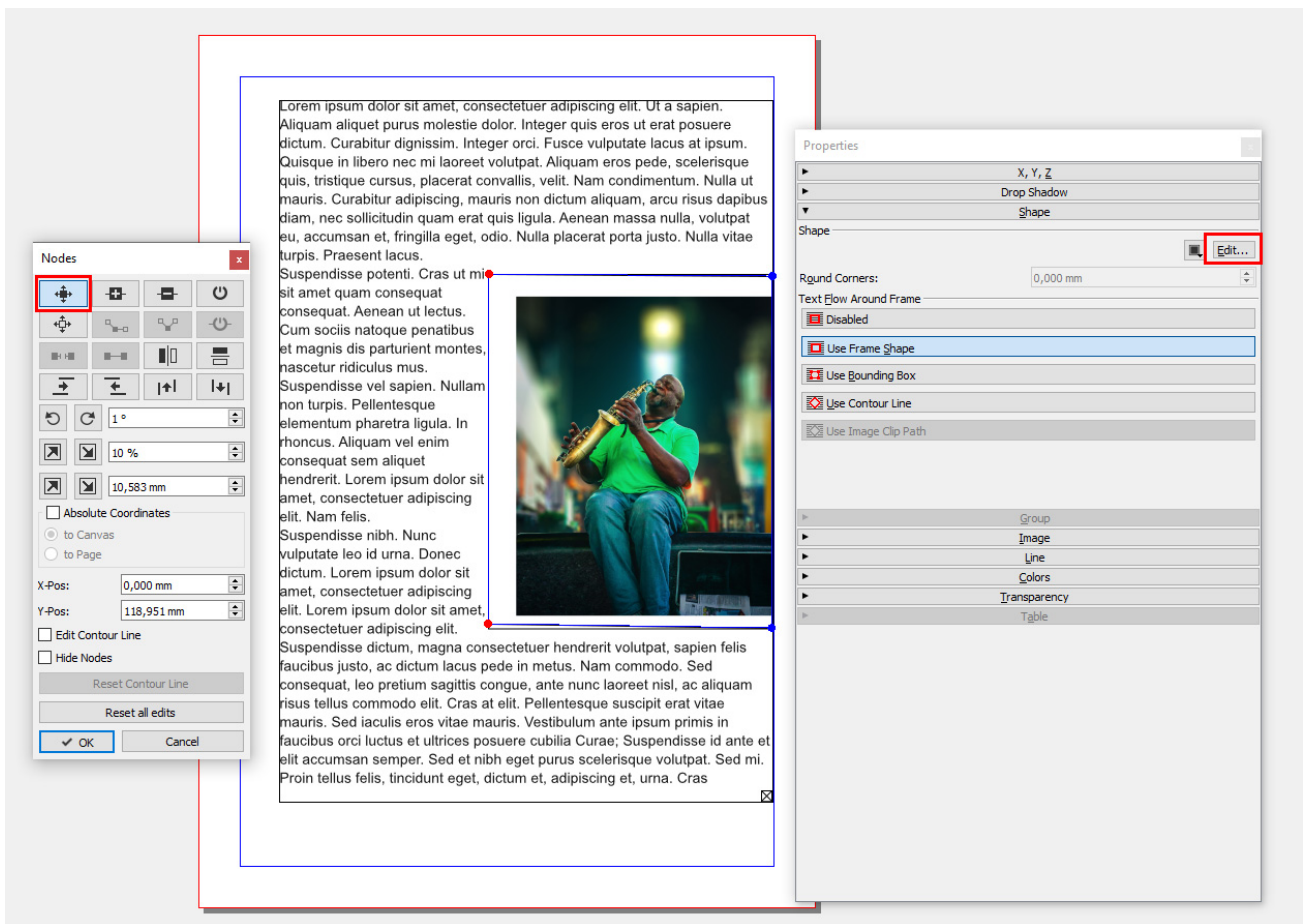 Lorem ipsum dolor sit amet, consectetuer adipiscing elit. Ut a sapien.
Aliquam aliquet purus molestie dolor. Integer quis eros ut erat posuere
dictum. Curabitur dignissim. Integer orci. Fusce vulputate lacus at ipsum.
Quisque in libero nec mi laoreet volutpat. Aliquam eros pede, scelerisque
quis, tristique cursus, placerat convallis, velit. Nam condimentum. Nulla ut
mauris. Curabitur adipiscing, mauris non dictum aliquam, arcu risus dapibus
diam, nec sollicitudin quam erat quis ligula. Aenean massa nulla, volutpat
eu, accumsan et, fringilla eget, odio. Nulla placerat porta justo. Nulla vitae
turpis. Praesent lacus.
Suspendisse potenti. Cras ut mi
sit amet quam consequat
consequat. Aenean ut lectus.
Cum sociis natoque penatibus
et magnis dis parturient montes,
nascetur ridiculus mus.
Suspendisse vel sapien. Nullam
non turpis. Pellentesque
elementum pharetra ligula. In
rhoncus. Aliquam vel enim
consequat sem aliquet
hendrerit. Lorem ipsum dolor sit
amet, consectetuer adipiscing
elit. Nam felis.
Suspendisse nibh. Nunc
vulputate leo id urna. Donec
dictum. Lorem ipsum dolor sit
amet, consectetuer adipiscing
elit. Lorem ipsum dolor sit amet,
consectetuer adipiscing elit.
Suspendisse dictum, magna consectetuer hendrerit volutpat, sapien felis
faucibus justo, ac dictum lacus pede in metus. Nam commodo. Sed
consequat, leo pretium sagittis congue, ante nunc laoreet nisl, ac aliquam
risus tellus commodo elit. Cras at elit. Pellentesque suscipit erat vitae
mauris. Sed iaculis eros vitae mauris. Vestibulum ante ipsum primis in
faucibus orci luctus et ultrices posuere cubilia Curae; Suspendisse id ante et
elit accumsan semper. Sed et nibh eget purus scelerisque volutpat. Sed mi.
Proin tellus felis, tincidunt eget, dictum et, adipiscing et, urna. Cras
Nodes
x
1 °
10 %
10,583 mm
Absolute Coordinates
to Canvas
to Page
X-Pos: 0,000 mm
Y-Pos: 118,951 mm
Edit Contour Line
Hide Nodes
Reset Contour Line
Reset all edits
OK Cancel
Properties
x
X, Y, Z
Drop Shadow
Shape
Shape
Edit...
Round Corners: 0,000 mm
Text Flow Around Frame
Disabled
Use Frame Shape
Use Bounding Box
Use Contour Line
Use Image Clip Path
Group
Image
Line
Colors
Transparency
Table